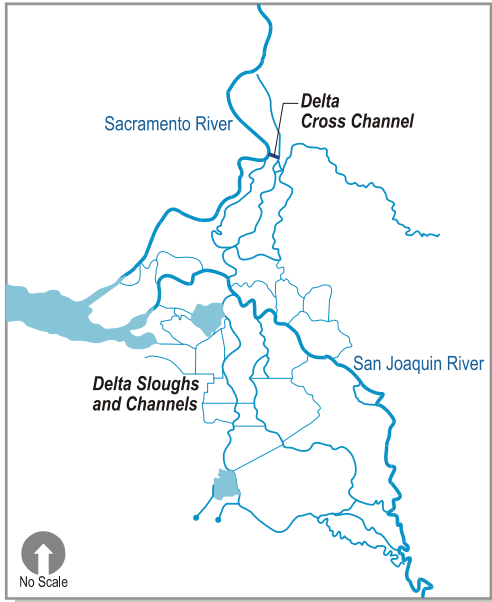 Delta
Cross Channel
Sacramento River
San Joaquin River
Delta Sloughs
and Channels
No Scale